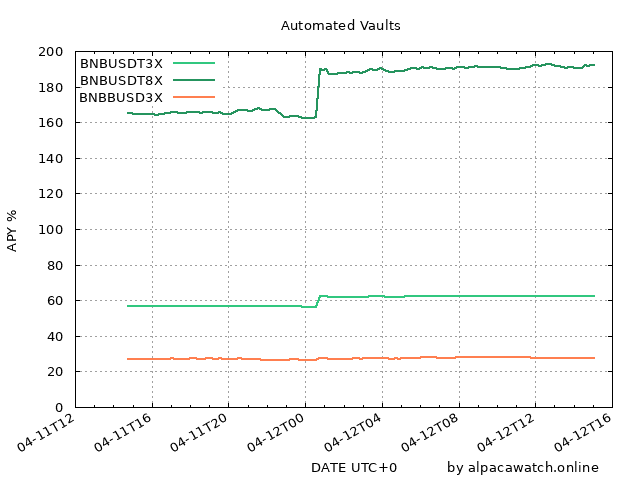 Automated Vaults
BNBUSDT3X
BNBUSDT8X
BNBBUSD3X
200
180
160
140
120
100
80
60
40
20
0
APY %
04-11T12
04-11T16
04-11T20
04-12T00
04-12T04
04-12T08
04-12T12
04-12T16
DATE UTC+0
by alpacawatch.online